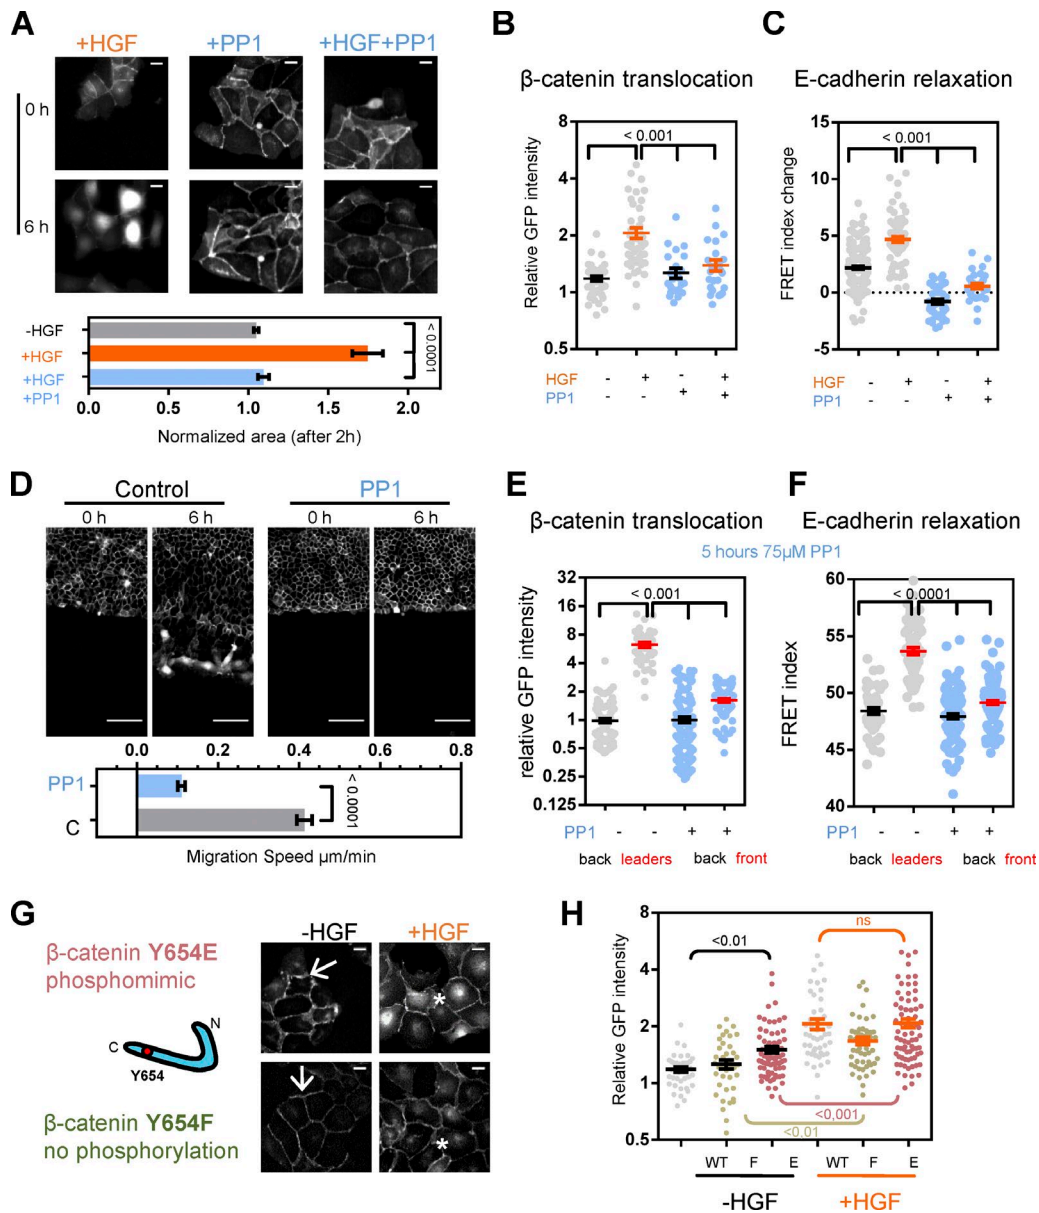 A
+HGF
+PP1
+HGF+PP1
0 h
6 h
-HGF
+HGF
+HGF
+PP1
< 0.0001
0.0
0.5
1.0
1.5
2.0
Normalized area (after 2h)
B
β-catenin translocation
Relative GFP intensity
8
4
2
1
0.5
< 0.001
HGF - + - +
PP1 - - + +
C
E-cadherin relaxation
FRET index change
15
10
5
0
-5
< 0.001
HGF - + - +
PP1 - - + +
D
Control
PP1
0 h
6 h
0 h
6 h
0.0
0.2
0.4
0.6
0.8
PP1
C
< 0.0001
Migration Speed µm/min
E
β-catenin translocation
5 hours 75µM PP1
relative GFP intensity
32
16
8
4
2
1
0.5
0.25
0.125
< 0.001
PP1 - - + +
back leaders back front
F
E-cadherin relaxation
FRET index
60
55
50
45
40
< 0.0001
PP1 - - + +
back leaders back front
G
β-catenin Y654E
phosphomimic
N
C
Y654
β-catenin Y654F
no phosphorylation
-HGF
+HGF
*
*
H
Relative GFP intensity
8
4
2
1
0.5
<0.01
ns
<0,001
<0.01
WT F E WT F E
-HGF
+HGF